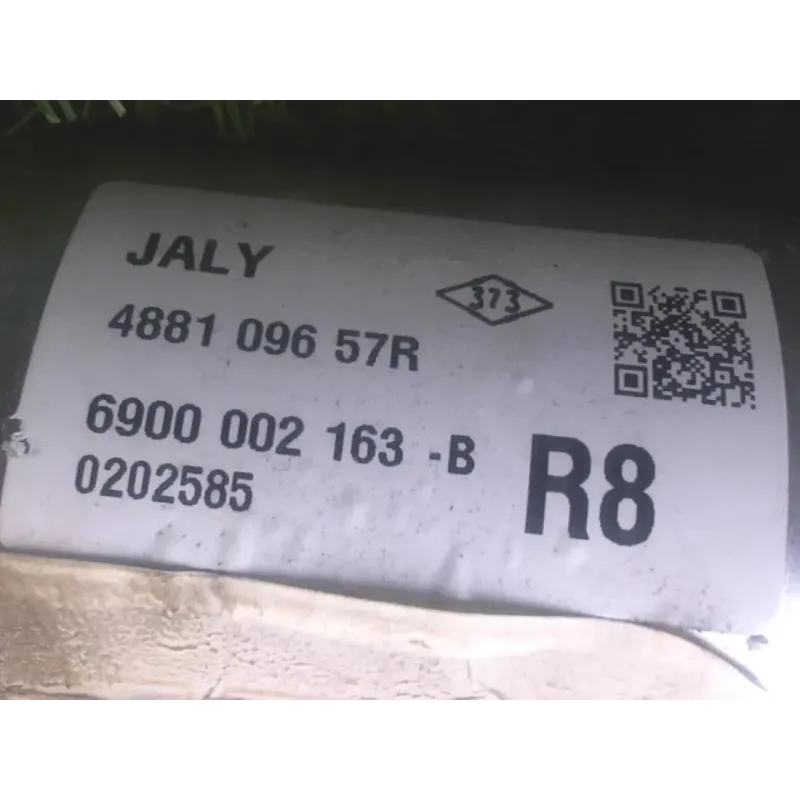 JALY
373
4881 096 57R
6900 002 163 -B
0202585
R8